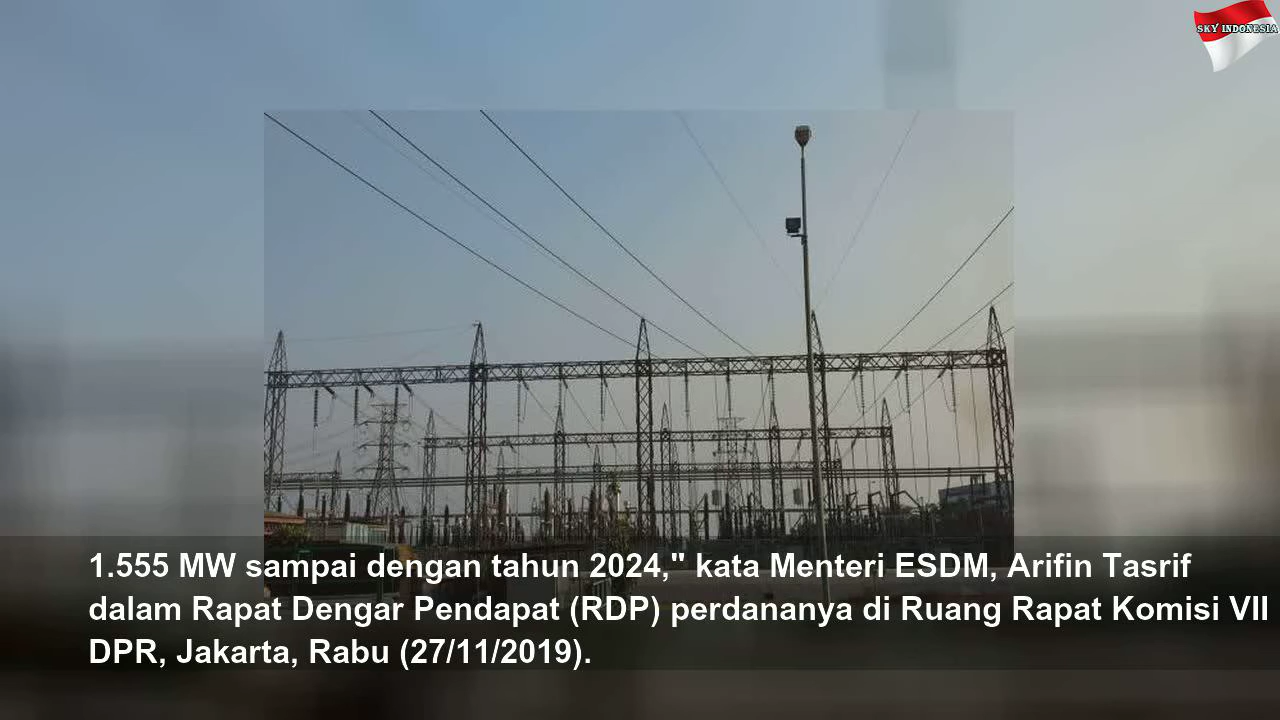 SKY INDONESIA
1.555 MW sampai dengan tahun 2024," kata Menteri ESDM, Arifin Tasrif
dalam Rapat Dengar Pendapat (RDP) perdananya di Ruang Rapat Komisi VII
DPR, Jakarta, Rabu (27/11/2019).